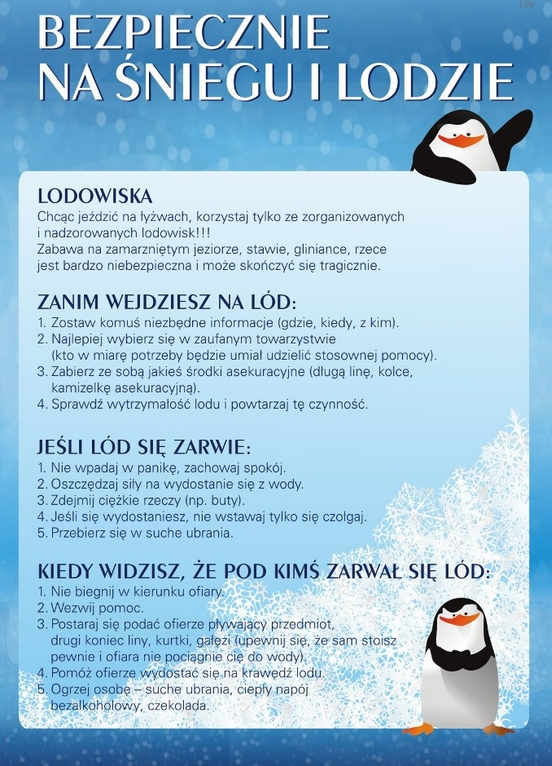 Life
BEZPIECZNIE
NA ŚNIEGU I LODZIE
LODOWISKA
Chcąc jeździć na łyżwach, korzystaj tylko ze zorganizowanych
i nadzorowanych lodowisk!!!
Zabawa na zamarzniętym jeziorze, stawie, gliniance, rzece
jest bardzo niebezpieczna i może skończyć się tragicznie.
ZANIM WEJDZIESZ NA LÓD:
1. Zostaw komuś niezbędne informacje (gdzie, kiedy, z kim).
2. Najlepiej wybierz się w zaufanym towarzystwie
(kto w miarę potrzeby będzie umiał udzielić stosownej pomocy).
3. Zabierz ze sobą jakieś środki asekuracyjne (długą linę, kolce,
kamizelkę asekuracyjną).
4. Sprawdź wytrzymałość lodu i powtarzaj tę czynność.
JEŚLI LÓD SIĘ ZARWIE:
1. Nie wpadaj w panikę, zachowaj spokój.
2. Oszczędzaj siły na wydostanie się z wody.
3. Zdejmij ciężkie rzeczy (np. buty).
4. Jeśli się wydostaniesz, nie wstawaj tylko się czolgaj.
5. Przebierz się w suche ubrania.
KIEDY WIDZISZ, ŻE POD KIMŚ ZARWAŁ SIĘ LÓD:
1. Nie biegnij w kierunku ofiary.
2. Wezwij pomoc.
3. Postaraj się podać ofierze pływający przedmiot,
drugi koniec liny, kurtki, gałęzi (upewnij się, że sam stoisz
pewnie i ofiara nie pociągnie cię do wody).
4. Pomóż ofierze wydostać się na krawędź lodu.
5. Ogrzej osobę – suche ubrania, ciepły napój
bezalkoholowy, czekolada.